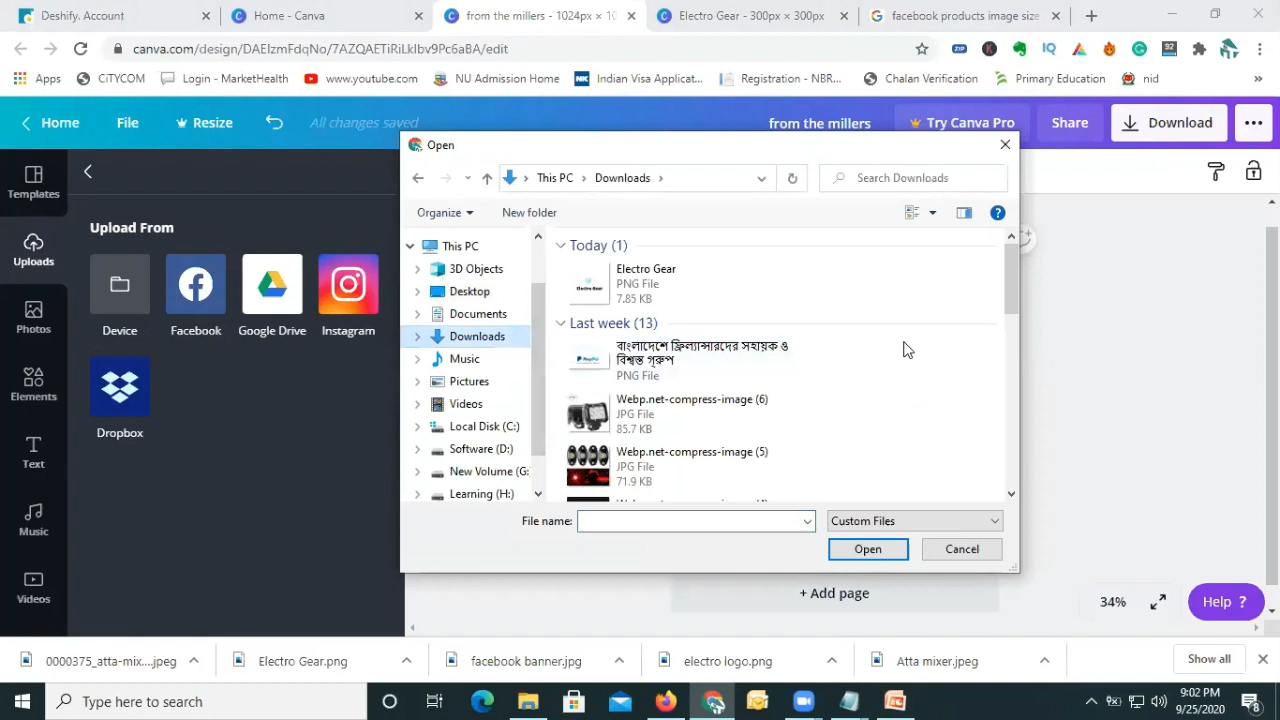 Deshify. Account
Home - Canva
from the millers - 1024px × 10
Electro Gear - 300px × 300px
facebook products image size
canva.com/design/DAEIzmFdqNo/7AZQAETiRiLkIbv9Pc6aBA/edit
ZIP
IQ
92
Apps
CiTYCOM
Login - MarketHealth
www.youtube.com
NU Admission Home
Indian Visa Applicat...
Registration - NBR...
Chalan Verification
Primary Education
nid
»
Home
File
Resize
All changes saved
from the millers
Try Canva Pro
Share
Download
Templates
Uploads
Photos
Elements
Text
Music
Videos
Upload From
Device
Facebook
Google Drive
Instagram
Dropbox
Open
This PC
Downloads
Search Downloads
Organize
New folder
This PC
3D Objects
Desktop
Documents
Downloads
Music
Pictures
Videos
Local Disk (C:)
Software (D:)
New Volume (G:
Learning (H:)
Today (1)
Electro Gear
Electro Gear
PNG File
7.85 KB
Last week (13)
PayPal
বাংলাদেশে ফ্রিল্যান্সারদের সহায়ক ও
বিশ্বস্ত গ্রুপ
PNG File
Webp.net-compress-image (6)
JPG File
85.7 KB
Webp.net-compress-image (5)
JPG File
71.9 KB
File name:
Custom Files
Open
Cancel
+ Add page
34%
Help ?
0000375_atta-mix....jpeg
Electro Gear.png
facebook banner.jpg
electro logo.png
Atta mixer.jpeg
Show all
Type here to search
9:02 PM
9/25/2020
8